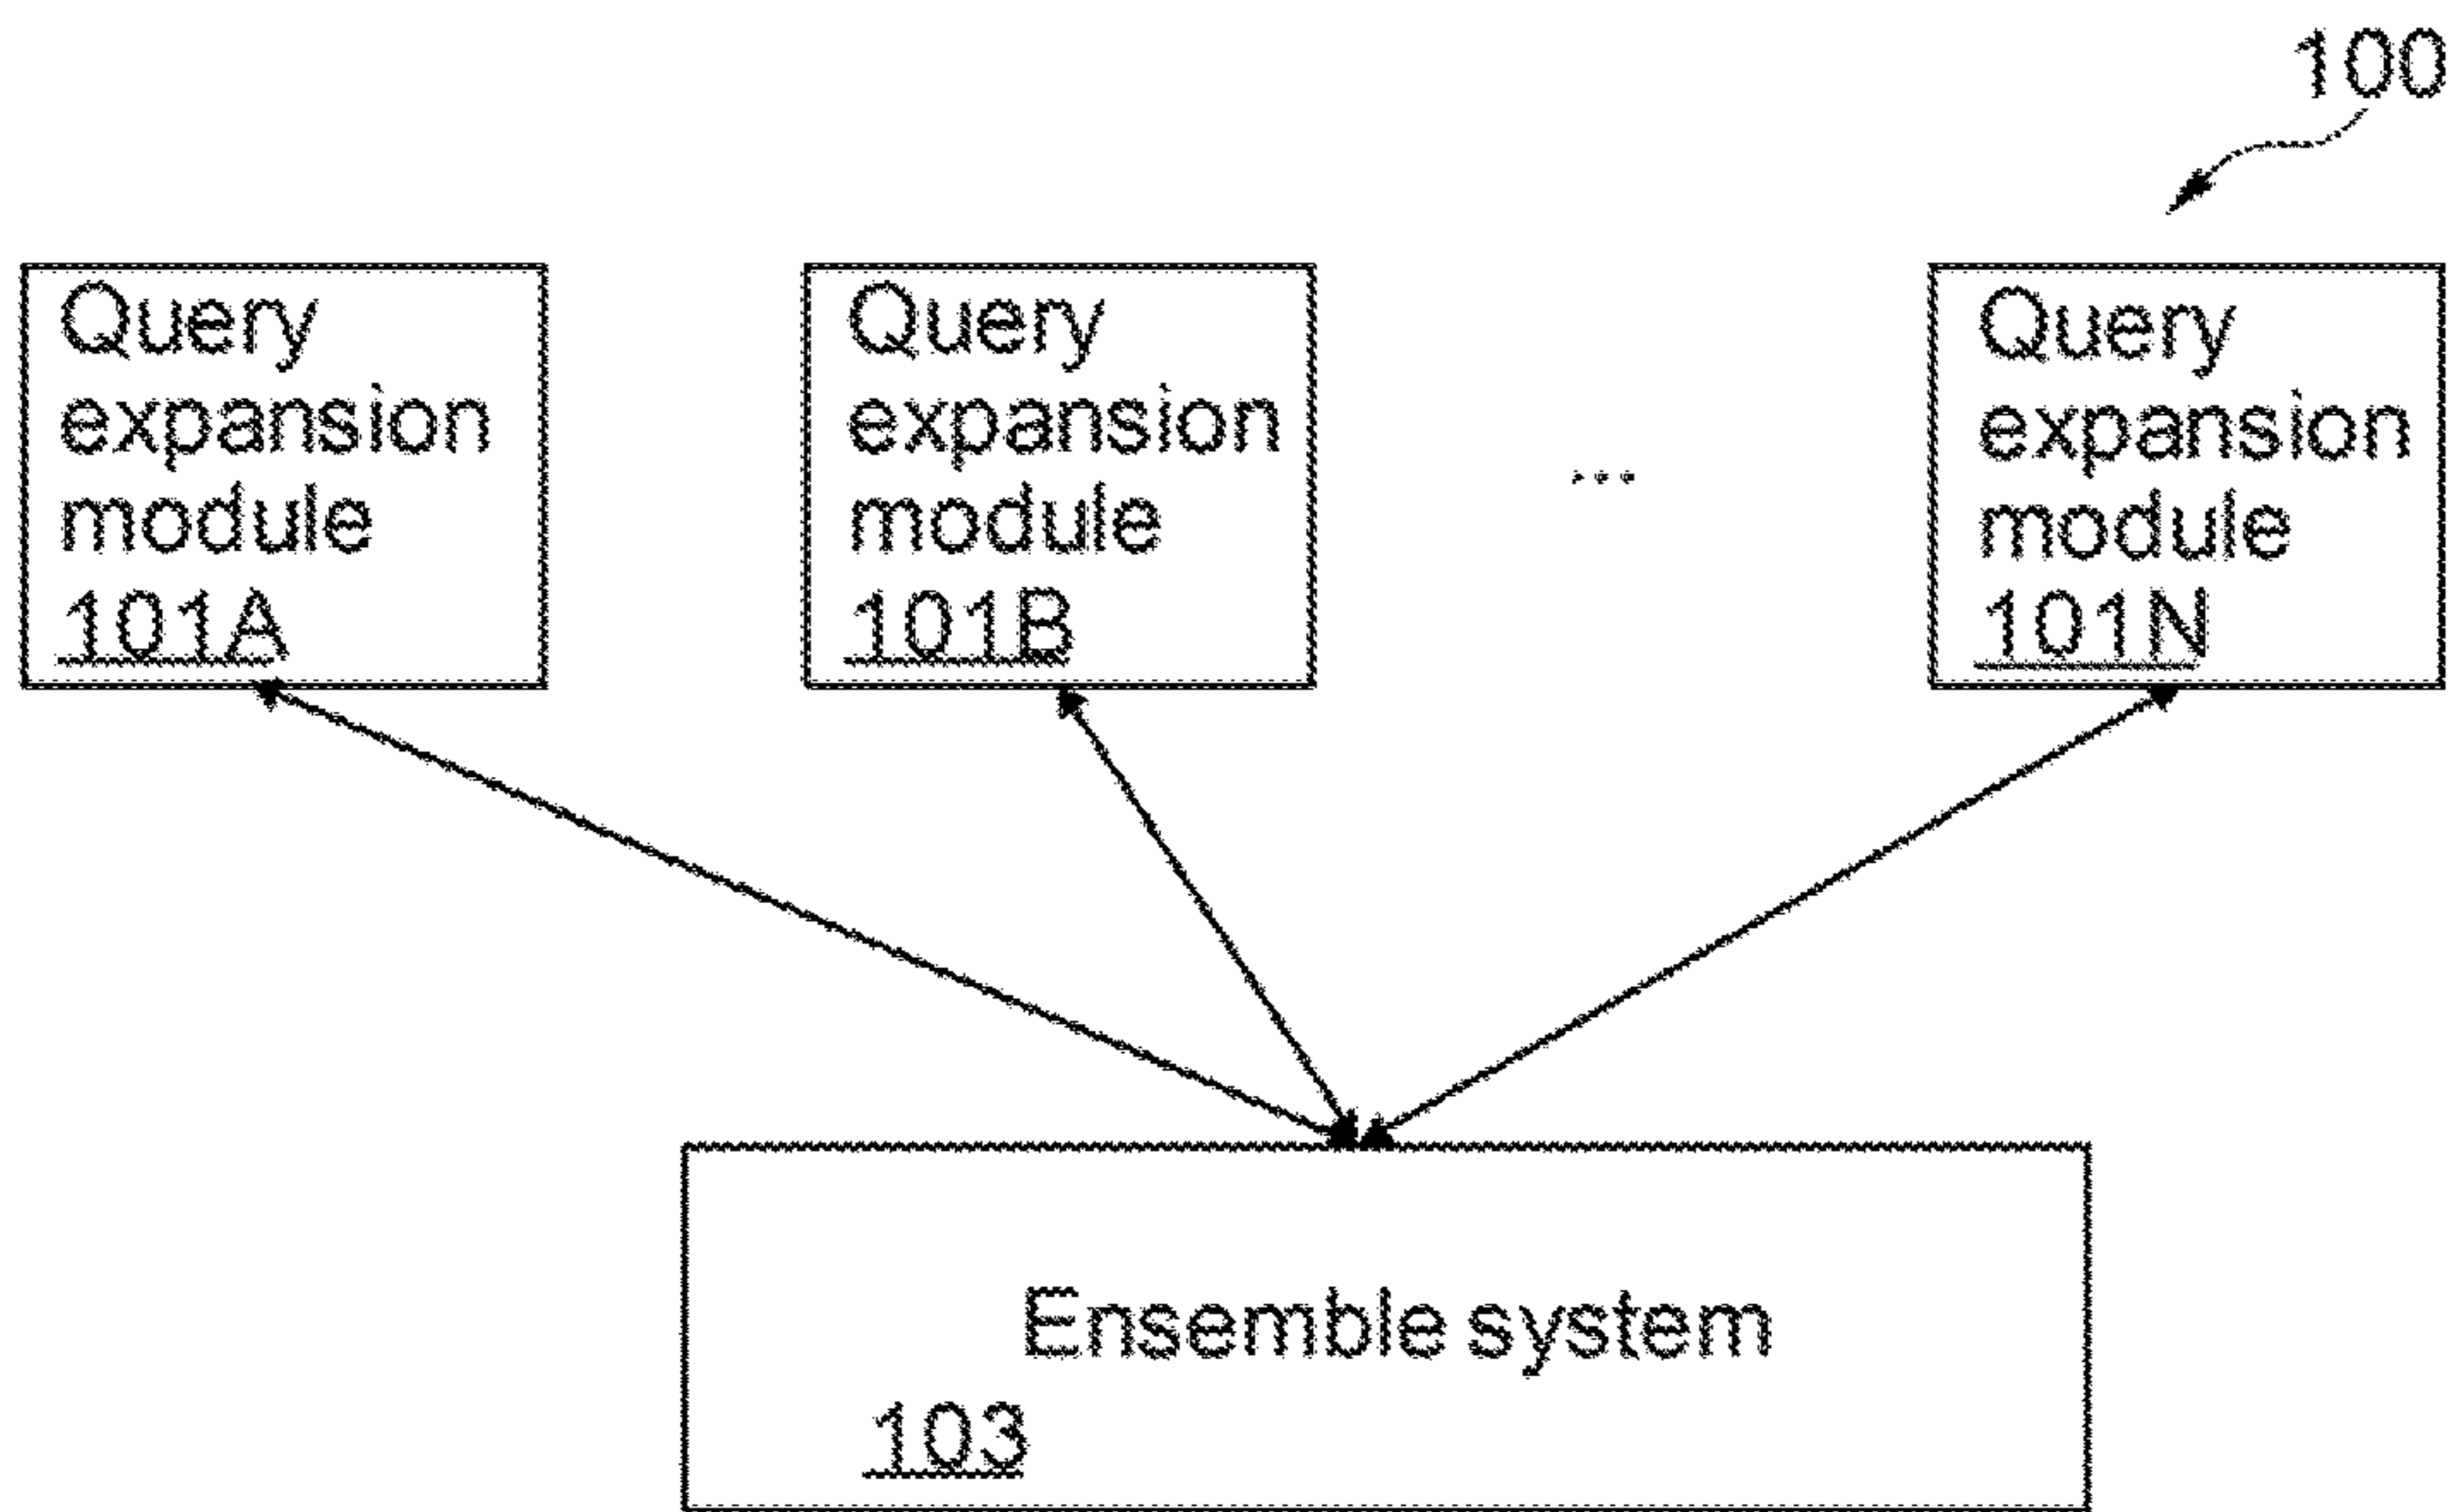 100
Query
expansion
module
101A
Query
expansion
module
101B
...
Query
expansion
module
101N
Ensemble system
103